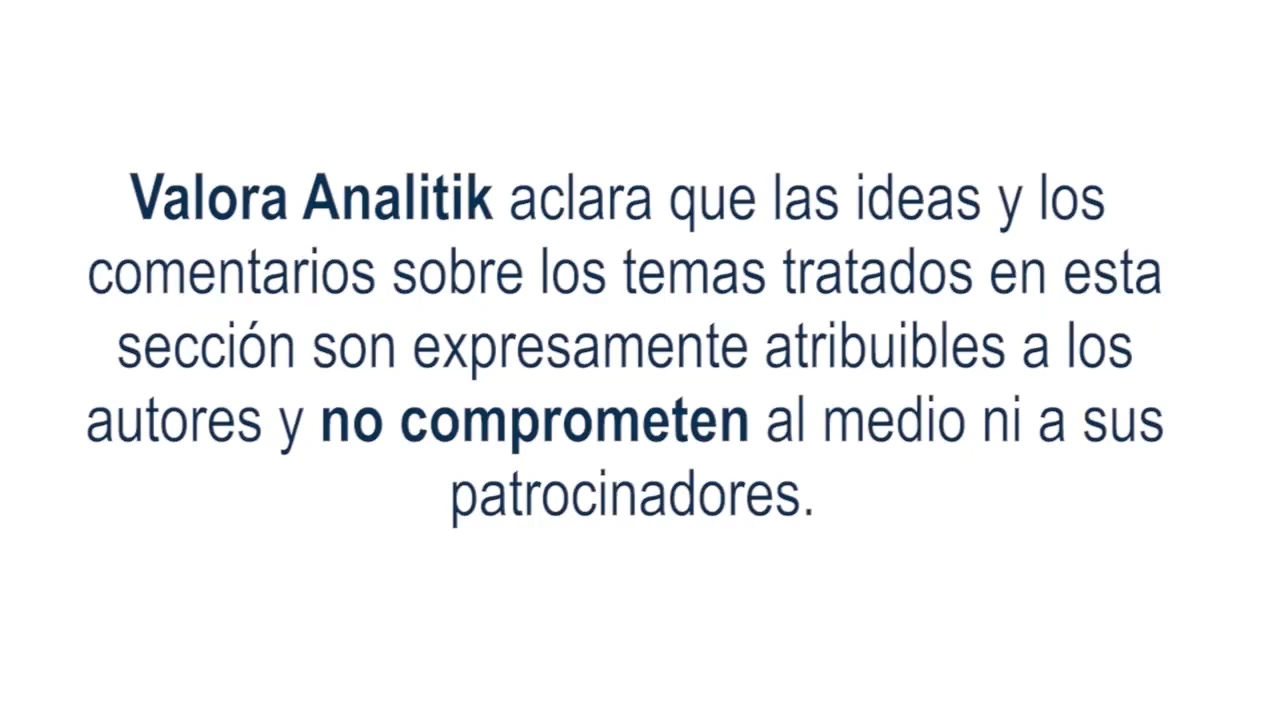 Valora Analitik aclara que las ideas y los
comentarios sobre los temas tratados en esta
sección son expresamente atribuibles a los
autores y no comprometen al medio ni a sus
patrocinadores.